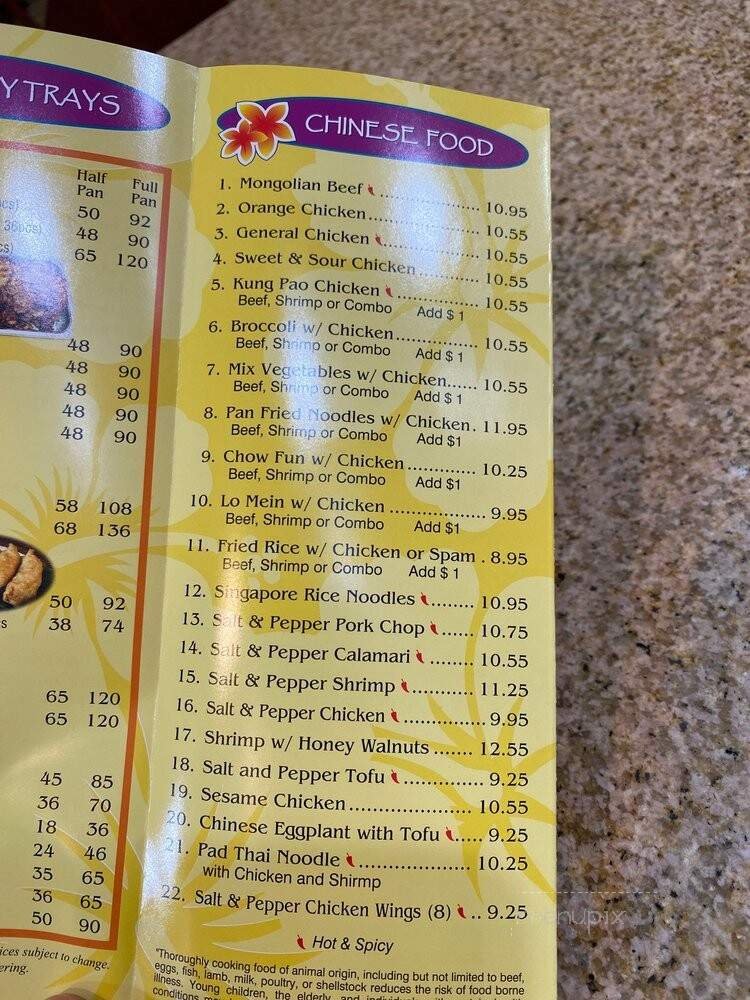 Y TRAYS
Half Full
Pan Pan
50 92
36pcs) 48 90
65 120
48 90
48 90
48 90
48 90
48 90
58 108
68 136
50 92
38 74
65 120
65 120
45 85
36 70
18 36
24 46
35 65
36 65
50 90
ices subject to change.
ering.
CHINESE FOOD
1. Mongolian Beef ........................ 10.95
2. Orange Chicken........................ 10.55
3. General Chicken ........................ 10.55
4. Sweet & Sour Chicken............ 10.55
5. Kung Pao Chicken ................ 10.55
Beef, Shrimp or Combo Add $ 1
6. Broccoli w/ Chicken................ 10.55
Beef, Shrimp or Combo Add $ 1
7. Mix Vegetables w/ Chicken...... 10.55
Beef, Shrimp or Combo Add $ 1
8. Pan Fried Noodles w/ Chicken. 11.95
Beef, Shrimp or Combo Add $1
9. Chow Fun w/ Chicken............. 10.25
Beef, Shrimp or Combo Add $1
10. Lo Mein w/ Chicken ................. 9.95
Beef, Shrimp or Combo Add $1
11. Fried Rice w/ Chicken or Spam . 8.95
Beef, Shrimp or Combo Add $ 1
12. Singapore Rice Noodles ........ 10.95
13. Salt & Pepper Pork Chop ...... 10.75
14. Salt & Pepper Calamari ........ 10.55
15. Salt & Pepper Shrimp ........... 11.25
16. Salt & Pepper Chicken ............. 9.95
17. Shrimp w/ Honey Walnuts ....... 12.55
18. Salt and Pepper Tofu ............. 9.25
19. Sesame Chicken..................... 10.55
20. Chinese Eggplant with Tofu ..... 9.25
21. Pad Thai Noodle .................... 10.25
with Chicken and Shirmp
22. Salt & Pepper Chicken Wings (8) .. 9.25
Hot & Spicy
"Thoroughly cooking food of animal origin, including but not limited to beef,
eggs, fish, lamb, milk, poultry, or shellstock reduces the risk of food borne
illness. Young children, the elderly, and
conditions